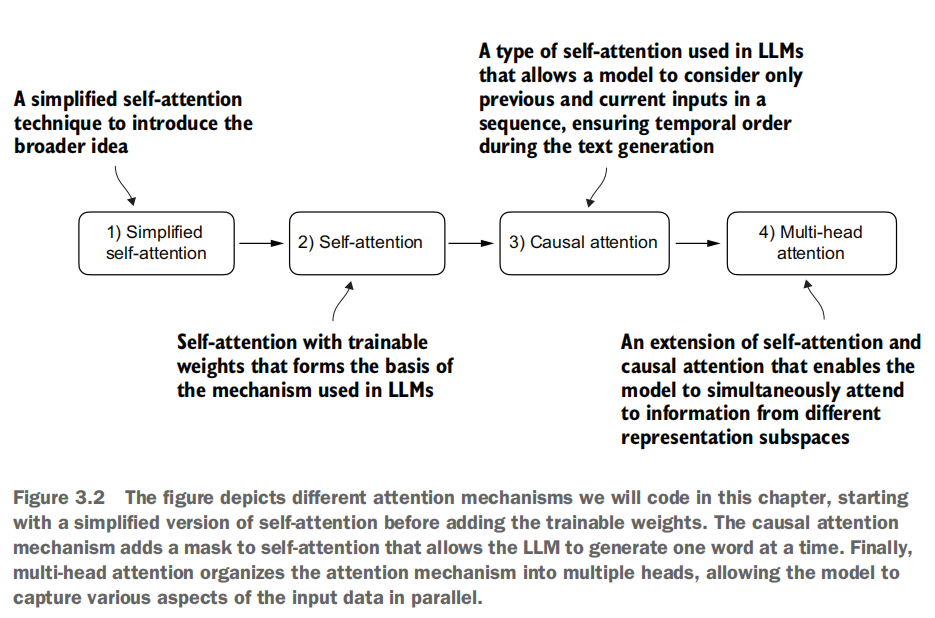 A simplified self-attention
technique to introduce the
broader idea
A type of self-attention used in LLMs
that allows a model to consider only
previous and current inputs in a
sequence, ensuring temporal order
during the text generation
1) Simplified
self-attention
2) Self-attention
3) Causal attention
4) Multi-head
attention
Self-attention with trainable
weights that forms the basis of
the mechanism used in LLMs
An extension of self-attention and
causal attention that enables the
model to simultaneously attend
to information from different
representation subspaces
Figure 3.2 The figure depicts different attention mechanisms we will code in this chapter, starting
with a simplified version of self-attention before adding the trainable weights. The causal attention
mechanism adds a mask to self-attention that allows the LLM to generate one word at a time. Finally,
multi-head attention organizes the attention mechanism into multiple heads, allowing the model to
capture various aspects of the input data in parallel.